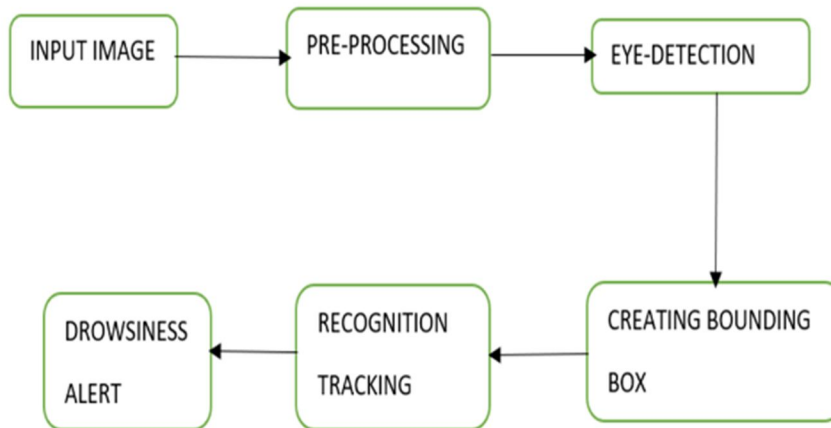 INPUT IMAGE
PRE-PROCESSING
EYE-DETECTION
CREATING BOUNDING
BOX
RECOGNITION
TRACKING
DROWSINESS
ALERT